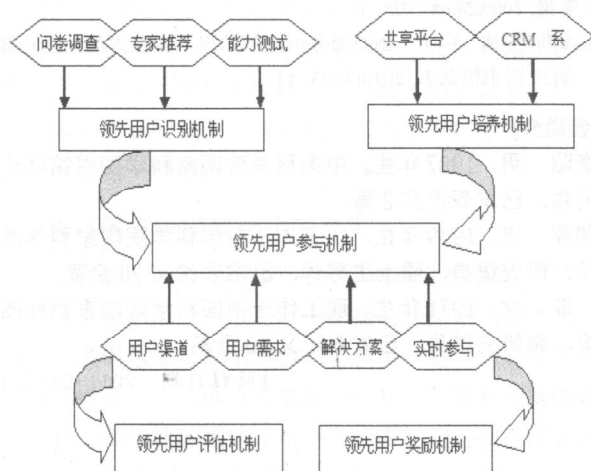 问卷调查 专家推荐 能力测试 共享平台 CRM 系
领先用户识别机制 领先用户培养机制
领先用户参与机制
用户渠道 用户需求 解决方案 实时参与
领先用户评估机制 领先用户奖励机制